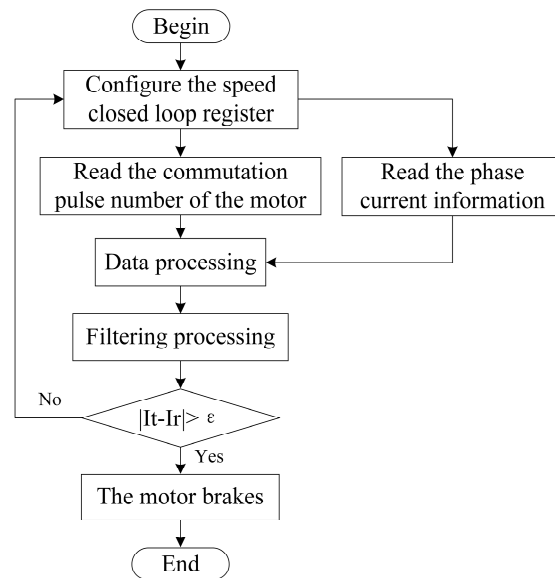 Begin
Configure the speed
closed loop register
Read the commutation
pulse number of the motor
Read the phase
current information
Data processing
Filtering processing
No
|It-Ir|> ε
Yes
The motor brakes
End